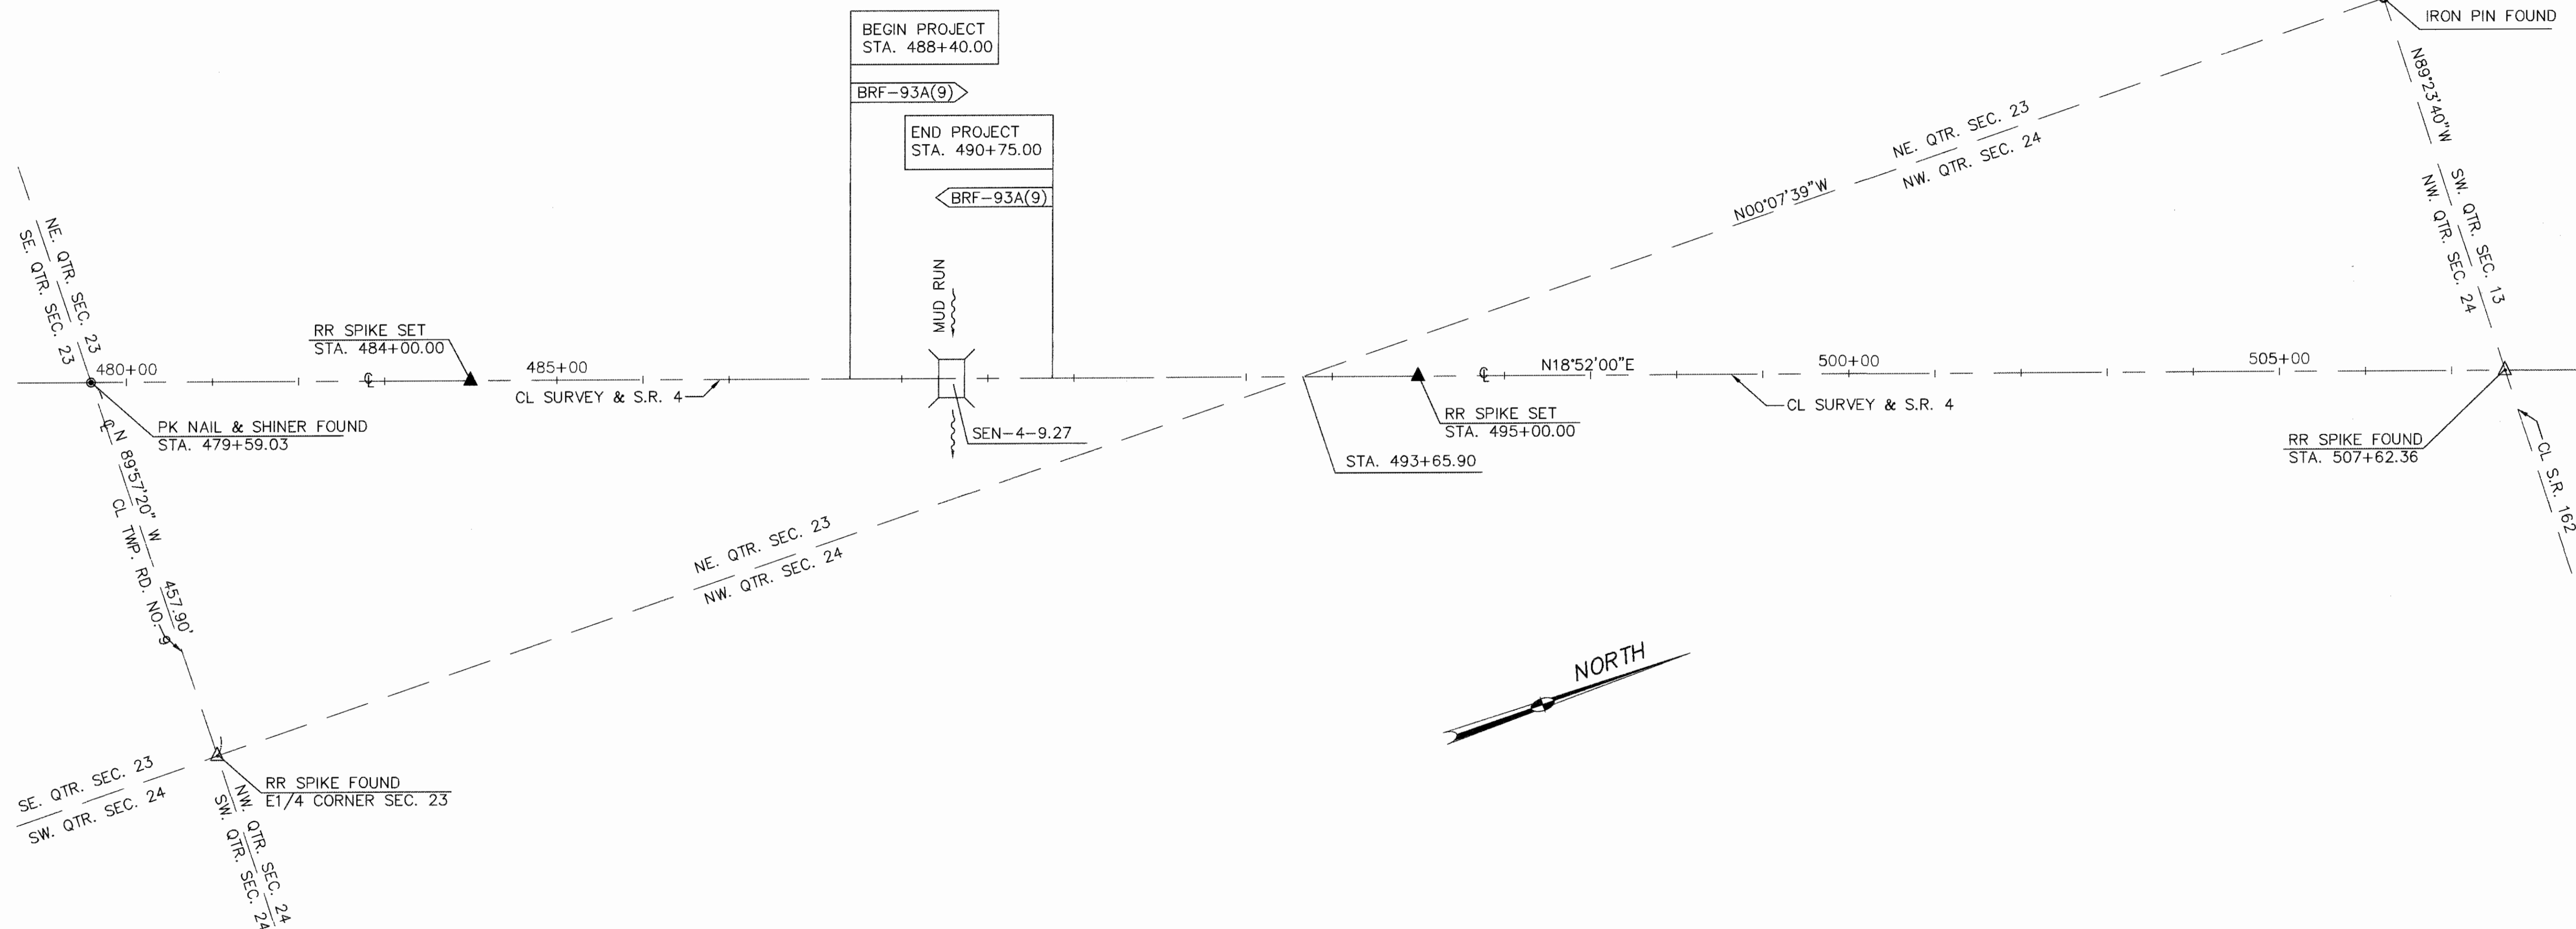 BEGIN PROJECT
STA. 488+40.00
BRF-93A(9)
END PROJECT
STA. 490+75.00
BRF-93A(9)
IRON PIN FOUND
N89°23'40"W
SW. QTR. SEC. 13
NW. QTR. SEC. 24
NE. QTR. SEC. 23
NW. QTR. SEC. 24
N00°07'39"W
NE. QTR. SEC. 23
SE. QTR. SEC. 23
MUD RUN
RR SPIKE SET
STA. 484+00.00
480+00
485+00
CL SURVEY & S.R. 4
N18°52'00"E
500+00
505+00
CL SURVEY & S.R. 4
PK NAIL & SHINER FOUND
STA. 479+59.03
SEN-4-9.27
RR SPIKE SET
STA. 495+00.00
STA. 493+65.90
RR SPIKE FOUND
STA. 507+62.36
CL S.R. 162
N 89°57'20" W 457.90'
CL TWP. RD. NO. 9
NE. QTR. SEC. 23
NW. QTR. SEC. 24
NORTH
SE. QTR. SEC. 23
SW. QTR. SEC. 24
RR SPIKE FOUND
E1/4 CORNER SEC. 23
NW. QTR. SEC. 24
SW. QTR. SEC. 24